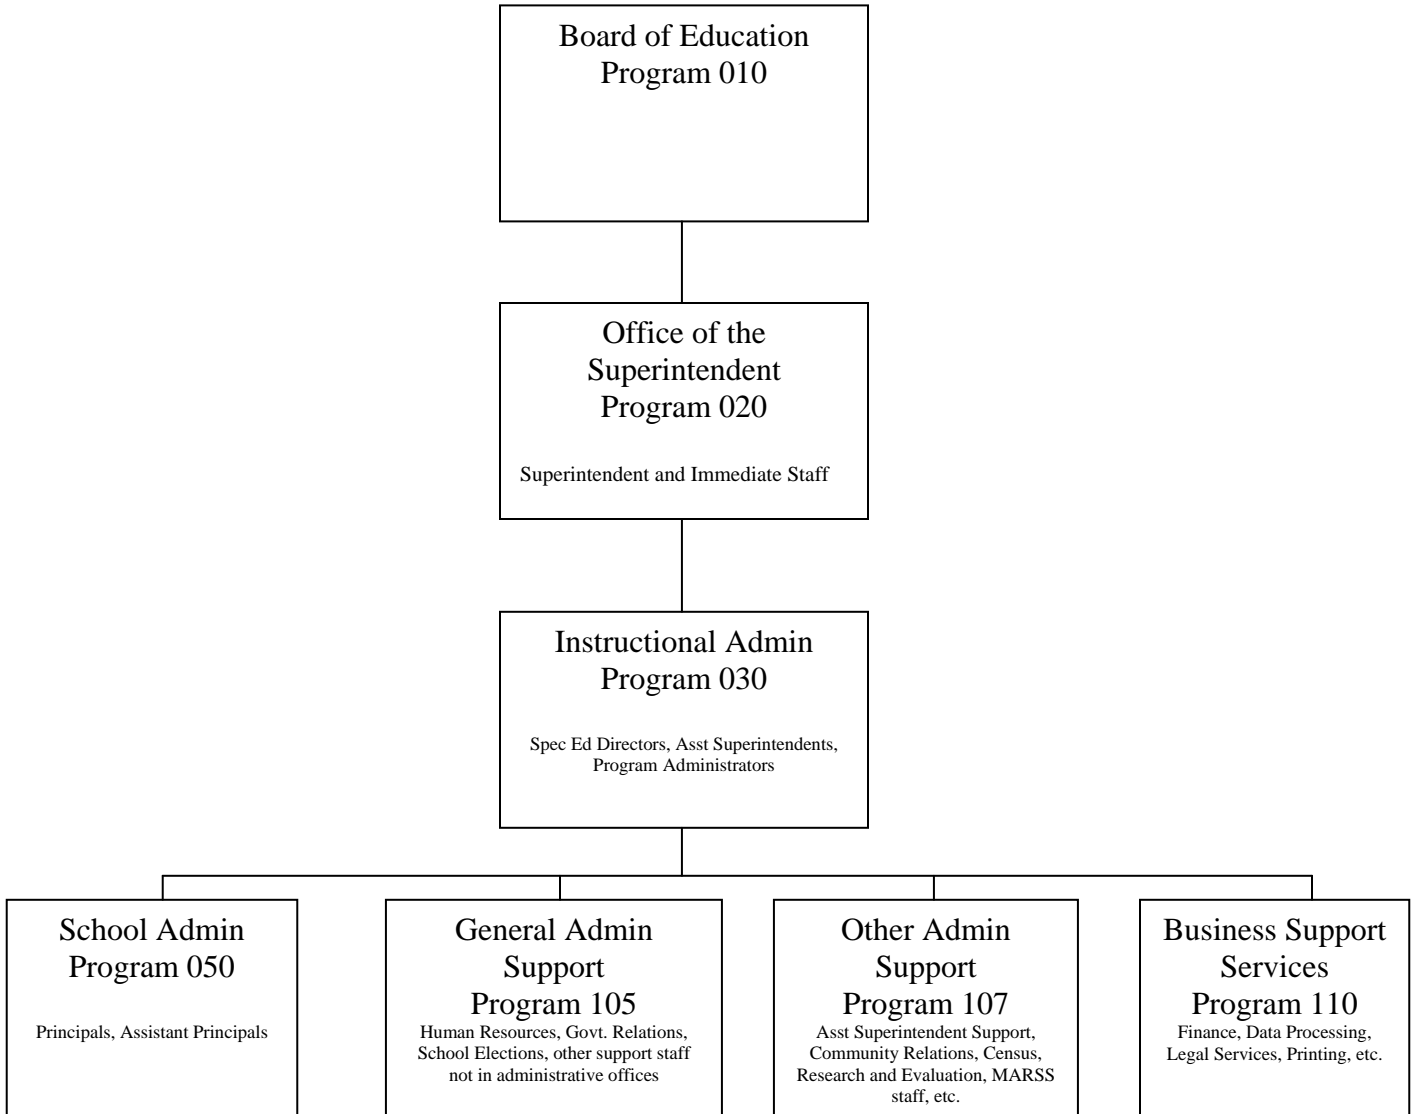 Board of Education
Program 010
Office of the
Superintendent
Program 020
Superintendent and Immediate Staff
Instructional Admin
Program 030
Spec Ed Directors, Asst Superintendents,
Program Administrators
School Admin
Program 050
Principals, Assistant Principals
General Admin
Support
Program 105
Human Resources, Govt. Relations,
School Elections, other support staff
not in administrative offices
Other Admin
Support
Program 107
Asst Superintendent Support,
Community Relations, Census,
Research and Evaluation, MARSS
staff, etc.
Business Support
Services
Program 110
Finance, Data Processing,
Legal Services, Printing, etc.